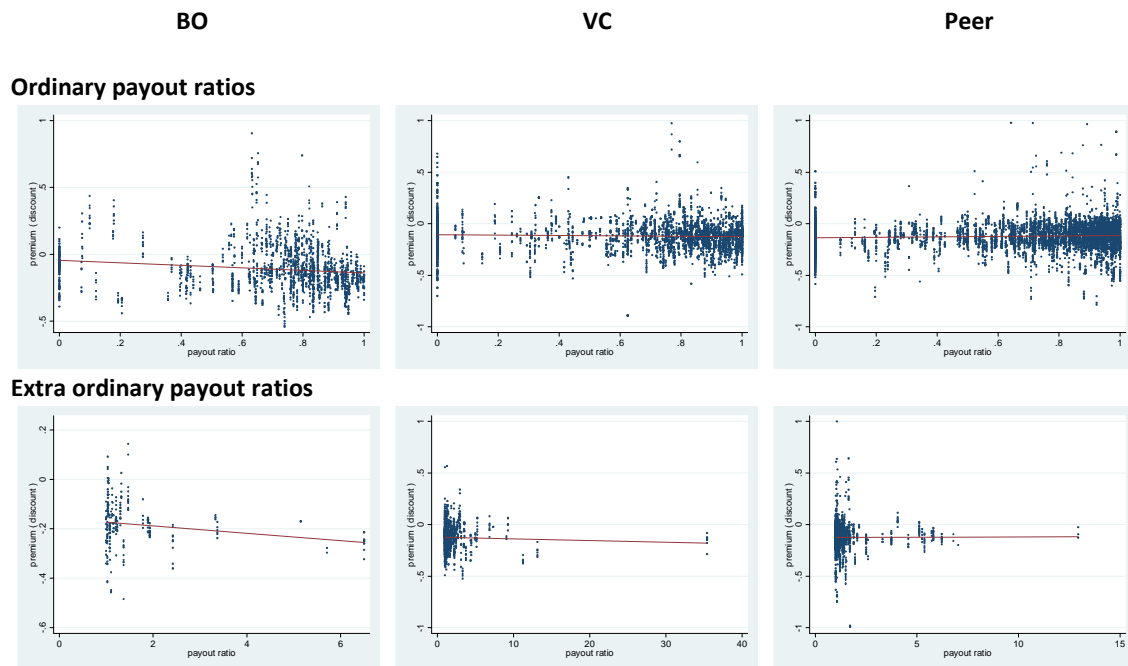 BO VC Peer
Ordinary payout ratios
1
.5
0
-.5
premium ( discount )
0 .2 .4 .6 .8 1
payout ratio
1
.5
0
-.5
-1
premium ( discount )
0 .2 .4 .6 .8 1
payout ratio
1
.5
0
-.5
-1
premium ( discount )
0 .2 .4 .6 .8 1
payout ratio
Extra ordinary payout ratios
.2
0
-.2
-.4
-.6
premium ( discount )
0 2 4 6
payout ratio
1
.5
0
-.5
-1
premium ( discount )
0 10 20 30 40
payout ratio
1
.5
0
-.5
-1
premium ( discount )
0 5 10 15
payout ratio